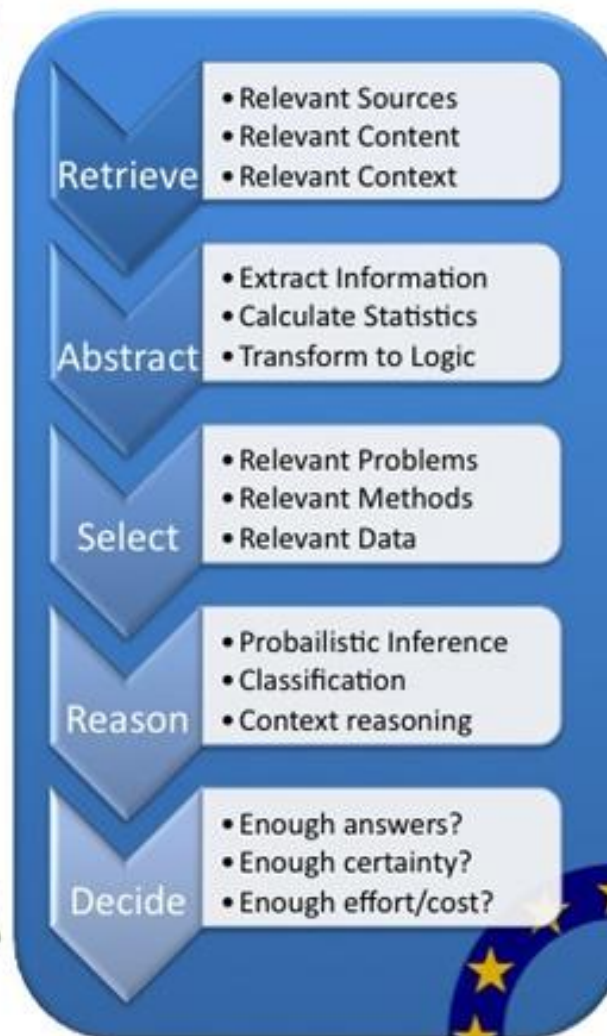 Retrieve
• Relevant Sources
• Relevant Content
• Relevant Context
Abstract
• Extract Information
• Calculate Statistics
• Transform to Logic
Select
• Relevant Problems
• Relevant Methods
• Relevant Data
Reason
• Probailistic Inference
• Classification
• Context reasoning
Decide
• Enough answers?
• Enough certainty?
• Enough effort/cost?